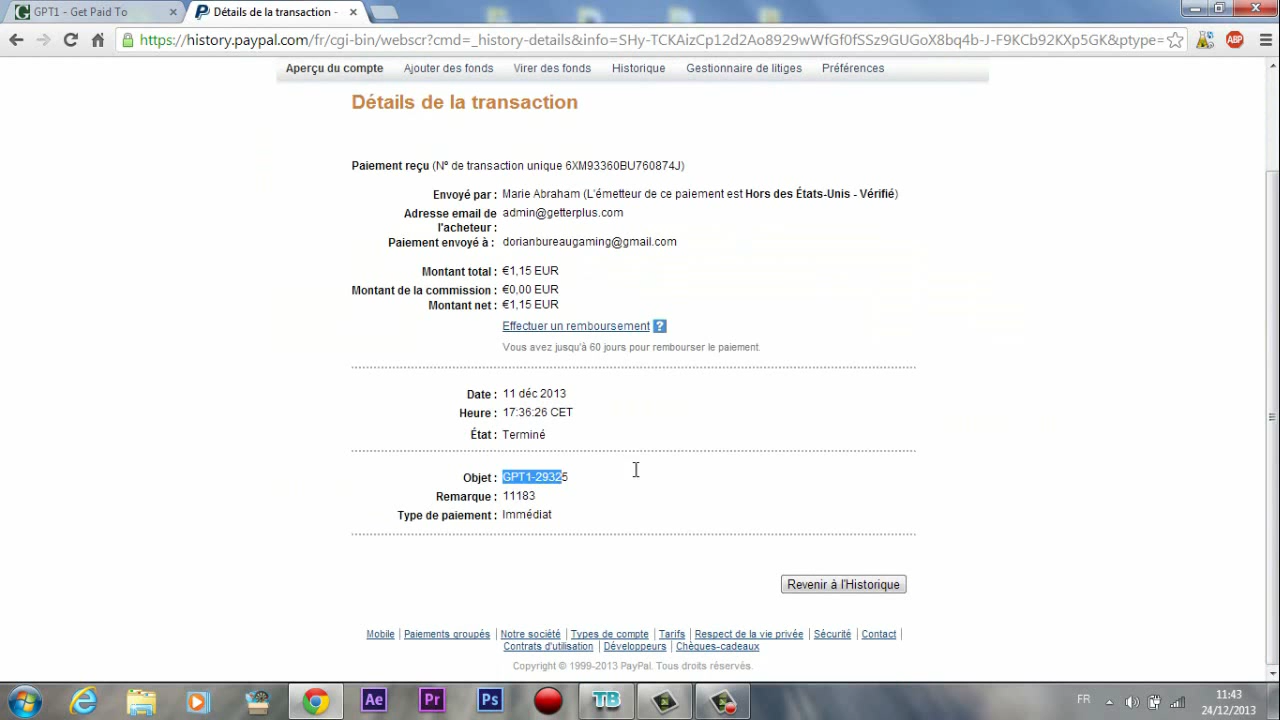 GPT1 - Get Paid To
Détails de la transaction -
https://history.paypal.com/fr/cgi-bin/webscr?cmd=_history-details&info=SHy-TCKAizCp12d2Ao8929wWfGf0fSSz9GUGoX8bq4b-J-F9KCb92KXp5GK&ptype=
ABP
Aperçu du compte Ajouter des fonds Virer des fonds Historique Gestionnaire de litiges Préférences
Détails de la transaction
Paiement reçu (Nº de transaction unique 6XM93360BU760874J)
Envoyé par : Marie Abraham (L'émetteur de ce paiement est Hors des États-Unis - Vérifié)
Adresse email de l'acheteur : admin@getterplus.com
Paiement envoyé à : dorianbureaugaming@gmail.com
Montant total : €1,15 EUR
Montant de la commission : €0,00 EUR
Montant net : €1,15 EUR
Effectuer un remboursement ?
Vous avez jusqu'à 60 jours pour rembourser le paiement.
Date : 11 déc 2013
Heure : 17:36:26 CET
État : Terminé
Objet : GPT1-29325
Remarque : 11183
Type de paiement : Immédiat
Revenir à l'Historique
Mobile Paiements groupés Notre société Types de compte Tarifs Respect de la vie privée Sécurité Contact
Contrats d'utilisation Développeurs Chèques-cadeaux
Copyright © 1999-2013 PayPal. Tous droits réservés.
Ae Pr Ps TB FR 11:43
24/12/2013